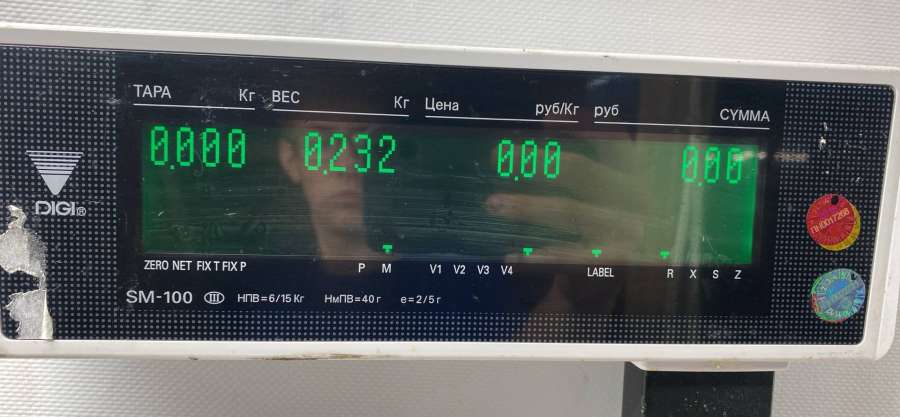 ТАРА Кг ВЕС Кг Цена руб/Кг руб СУММА
0.000 0.232 0.00 0.00
DIGI®
ZERO NET FIX T FIX P P M V1 V2 V3 V4 LABEL R X S Z
SM-100 III НПВ=6/15 Кг НмПВ=40 г е=2/5 г